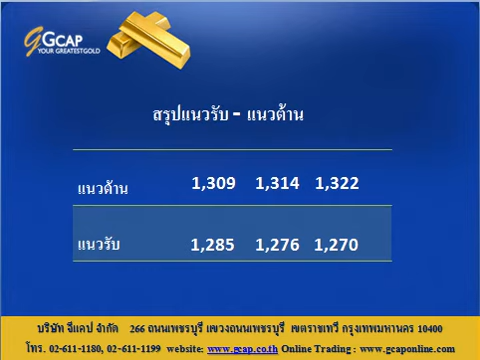 GCAP
YOUR GREATESTGOLD
สรุปแนวรับ - แนวต้าน
แนวต้าน 1,309 1,314 1,322
แนวรับ 1,285 1,276 1,270
บริษัท จีแคป จำกัด 266 ถนนเพชรบุรี แขวงถนนเพชรบุรี เขตราชเทวี กรุงเทพมหานคร 10400
โทร. 02-611-1180, 02-611-1199 website: www.gcap.co.th Online Trading : www.gcaponline.com